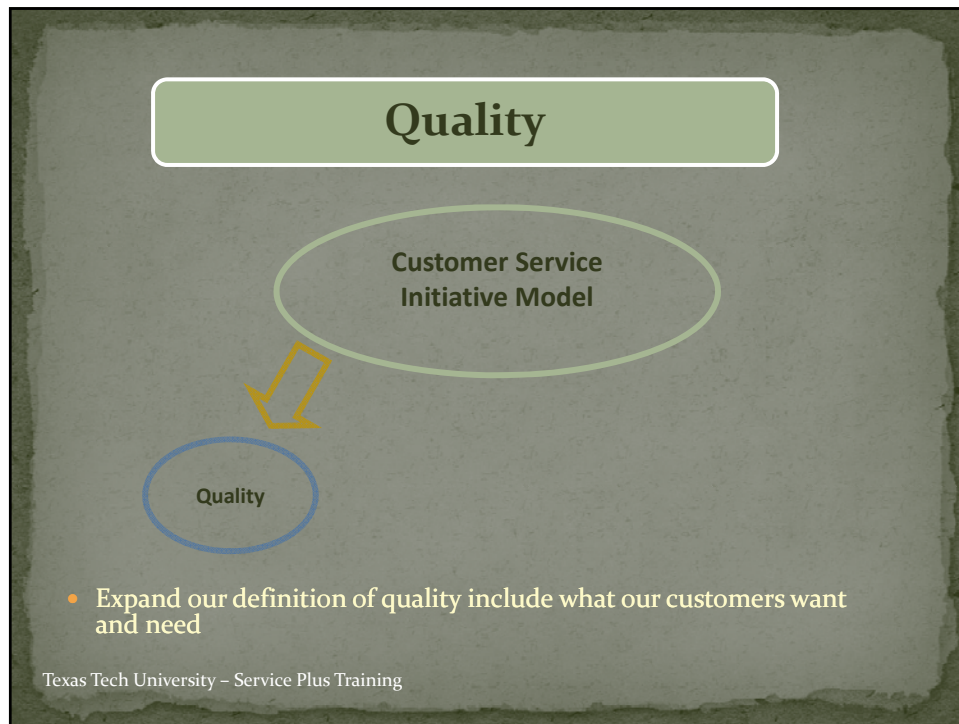 Quality
Customer Service
Initiative Model
Quality
• Expand our definition of quality include what our customers want
and need
Texas Tech University – Service Plus Training